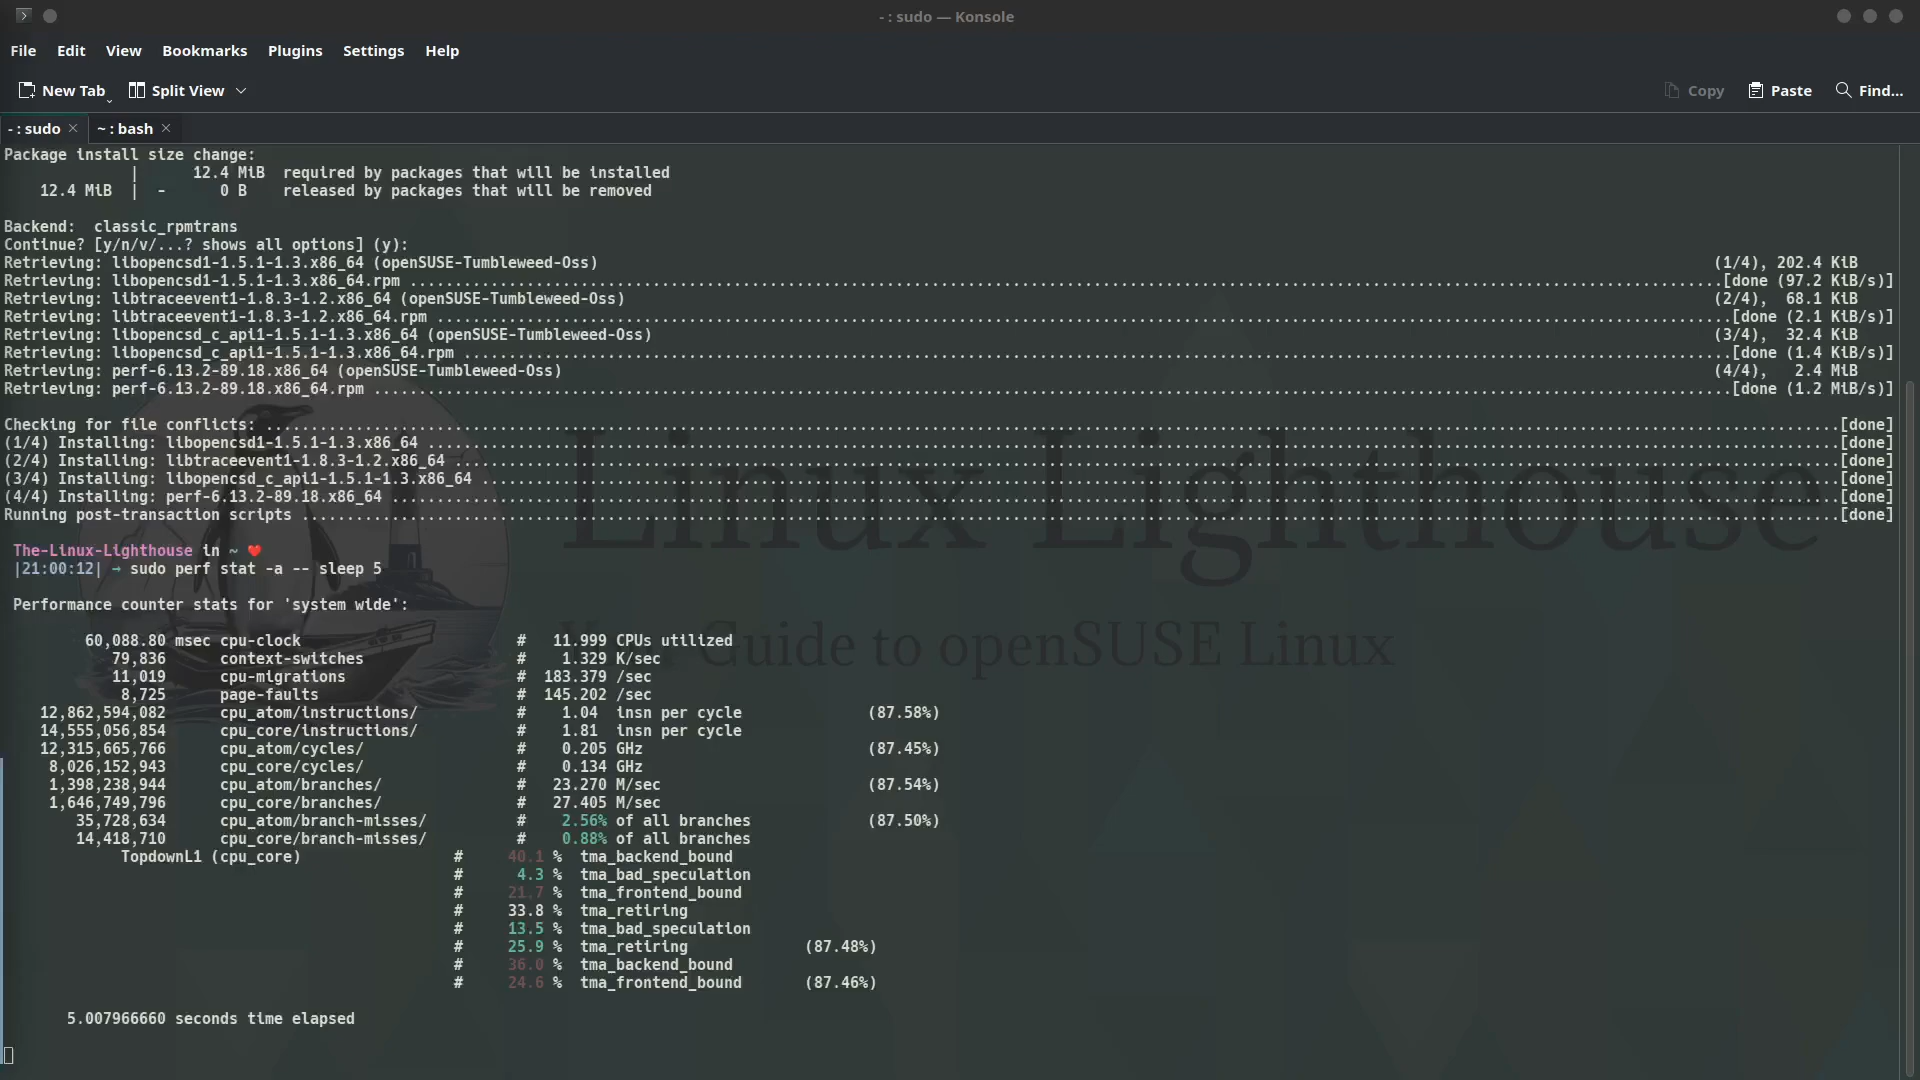 - : sudo — Konsole
File Edit View Bookmarks Plugins Settings Help
New Tab Split View Copy Paste Find...
- : sudo ~ : bash
Package install size change:
| 12.4 MiB required by packages that will be installed
12.4 MiB | - 0 B released by packages that will be removed
Backend: classic_rpmtrans
Continue? [y/n/v/...? shows all options] (y):
Retrieving: libopencsd1-1.5.1-1.3.x86_64 (openSUSE-Tumbleweed-Oss) (1/4), 202.4 KiB
Retrieving: libopencsd1-1.5.1-1.3.x86_64.rpm ...[done (97.2 KiB/s)]
Retrieving: libtraceevent1-1.8.3-1.2.x86_64 (openSUSE-Tumbleweed-Oss) (2/4), 68.1 KiB
Retrieving: libtraceevent1-1.8.3-1.2.x86_64.rpm ...[done (2.1 KiB/s)]
Retrieving: libopencsd_c_api1-1.5.1-1.3.x86_64 (openSUSE-Tumbleweed-Oss) (3/4), 32.4 KiB
Retrieving: libopencsd_c_api1-1.5.1-1.3.x86_64.rpm ...[done (1.4 KiB/s)]
Retrieving: perf-6.13.2-89.18.x86_64 (openSUSE-Tumbleweed-Oss) (4/4), 2.4 MiB
Retrieving: perf-6.13.2-89.18.x86_64.rpm ...[done (1.2 MiB/s)]
Checking for file conflicts: ...[done]
(1/4) Installing: libopencsd1-1.5.1-1.3.x86_64 ...[done]
(2/4) Installing: libtraceevent1-1.8.3-1.2.x86_64 ...[done]
(3/4) Installing: libopencsd_c_api1-1.5.1-1.3.x86_64 ...[done]
(4/4) Installing: perf-6.13.2-89.18.x86_64 ...[done]
Running post-transaction scripts ...[done]
Linux Lighthouse
The-Linux-Lighthouse in ~ ❤️
|21:00:12| → sudo perf stat -a -- sleep 5
Performance counter stats for 'system wide':
Guide to openSUSE Linux
60,088.80 msec cpu-clock # 11.999 CPUs utilized
79,836 context-switches # 1.329 K/sec
11,019 cpu-migrations # 183.379 /sec
8,725 page-faults # 145.202 /sec
12,862,594,082 cpu_atom/instructions/ # 1.04 insn per cycle (87.58%)
14,555,056,854 cpu_core/instructions/ # 1.81 insn per cycle
12,315,665,766 cpu_atom/cycles/ # 0.205 GHz (87.45%)
8,026,152,943 cpu_core/cycles/ # 0.134 GHz
1,398,238,944 cpu_atom/branches/ # 23.270 M/sec (87.54%)
1,646,749,796 cpu_core/branches/ # 27.405 M/sec
35,728,634 cpu_atom/branch-misses/ # 2.56% of all branches (87.50%)
14,418,710 cpu_core/branch-misses/ # 0.88% of all branches
TopdownL1 (cpu_core) # 40.1 % tma_backend_bound
# 4.3 % tma_bad_speculation
# 21.7 % tma_frontend_bound
# 33.8 % tma_retiring
# 13.5 % tma_bad_speculation
# 25.9 % tma_retiring (87.48%)
# 36.0 % tma_backend_bound
# 24.6 % tma_frontend_bound (87.46%)
5.007966660 seconds time elapsed